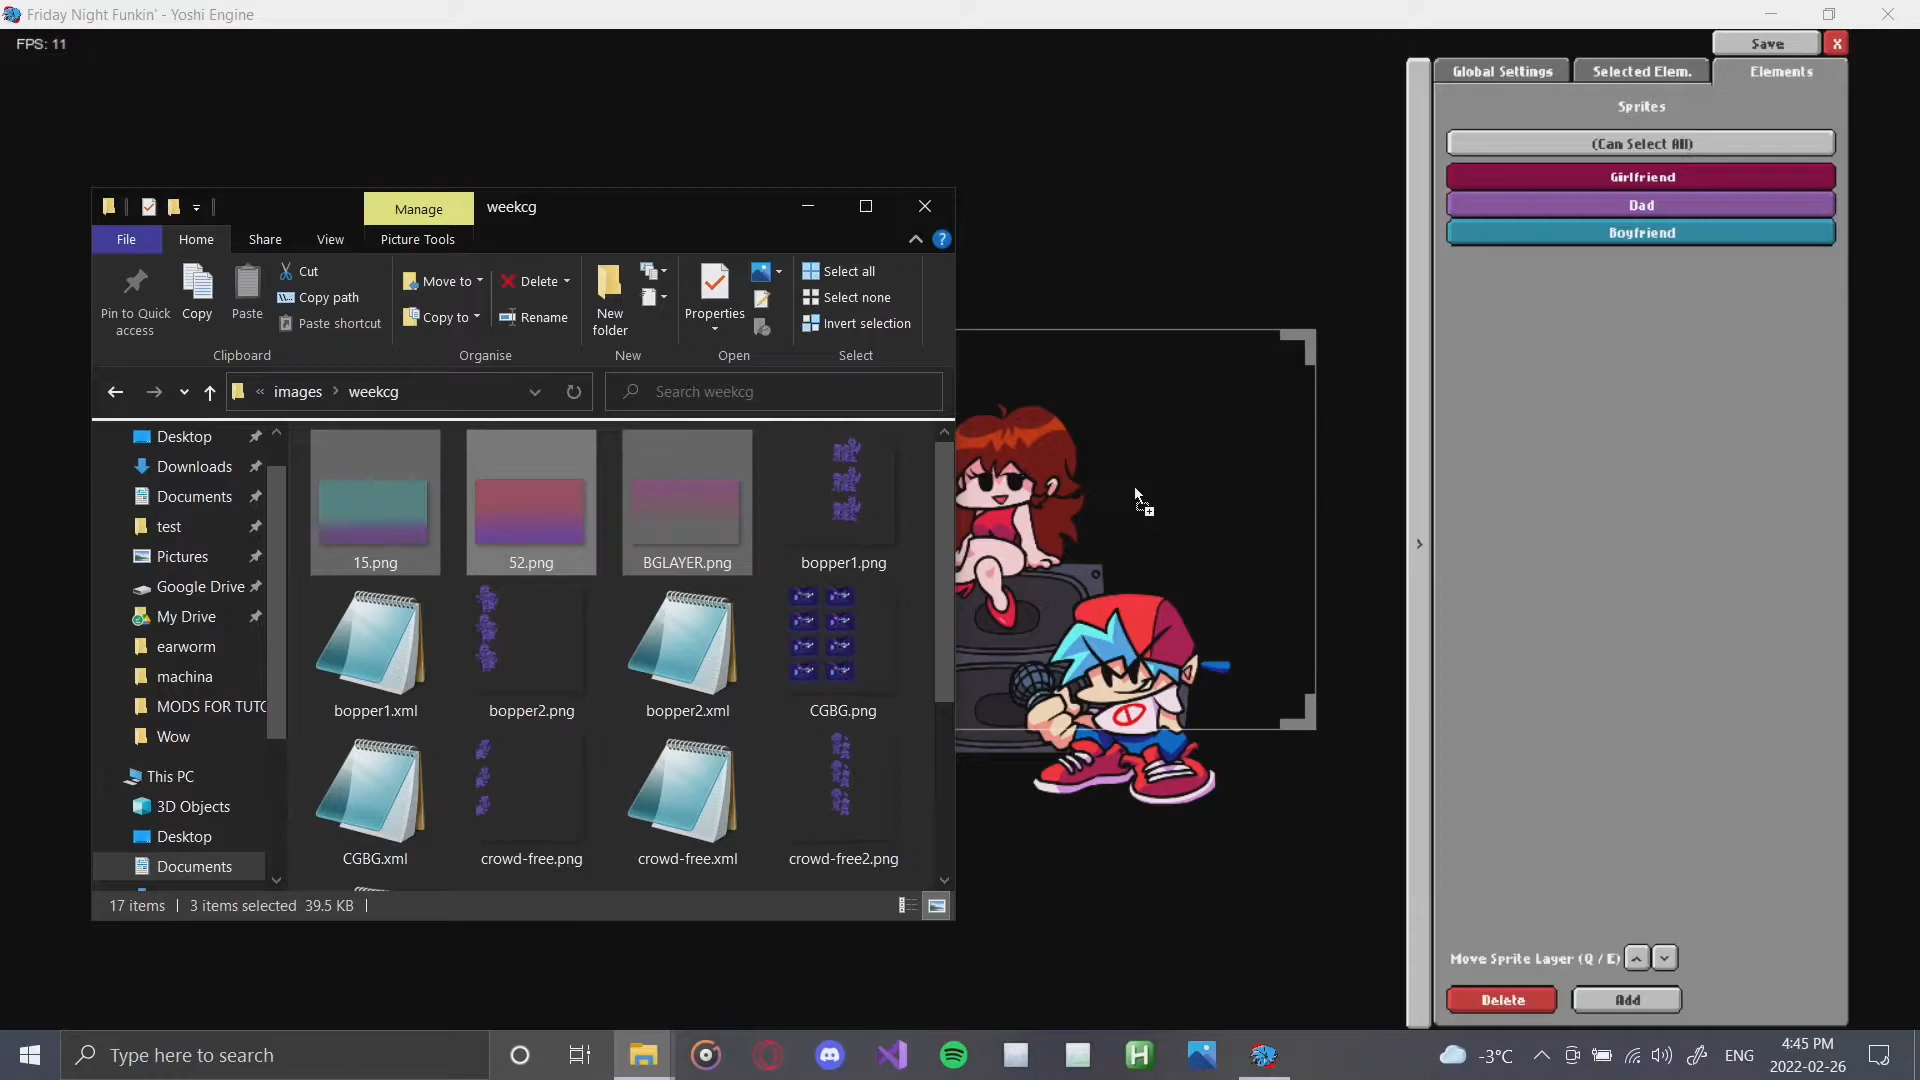 Friday Night Funkin' - Yoshi Engine
FPS: 11
Save
X
Global Settings
Selected Elem.
Elements
Sprites
(Can Select All)
Girlfriend
Dad
Boyfriend
Manage
weekcg
File
Home
Share
View
Picture Tools
Pin to Quick access
Copy
Paste
Cut
Copy path
Paste shortcut
Clipboard
Move to
Copy to
Delete
Rename
Organise
New folder
New
Properties
Open
Select all
Select none
Invert selection
Select
« images > weekcg
Search weekcg
Desktop
Downloads
Documents
test
Pictures
Google Drive
My Drive
earworm
machina
MODS FOR TUTO
Wow
This PC
3D Objects
Desktop
Documents
15.png
52.png
BGLAYER.png
bopper1.png
bopper1.xml
bopper2.png
bopper2.xml
CGBG.png
CGBG.xml
crowd-free.png
crowd-free.xml
crowd-free2.png
17 items
3 items selected 39.5 KB
Move Sprite Layer (Q / E)
Delete
Add
Type here to search
-3°C
ENG
4:45 PM
2022-02-26